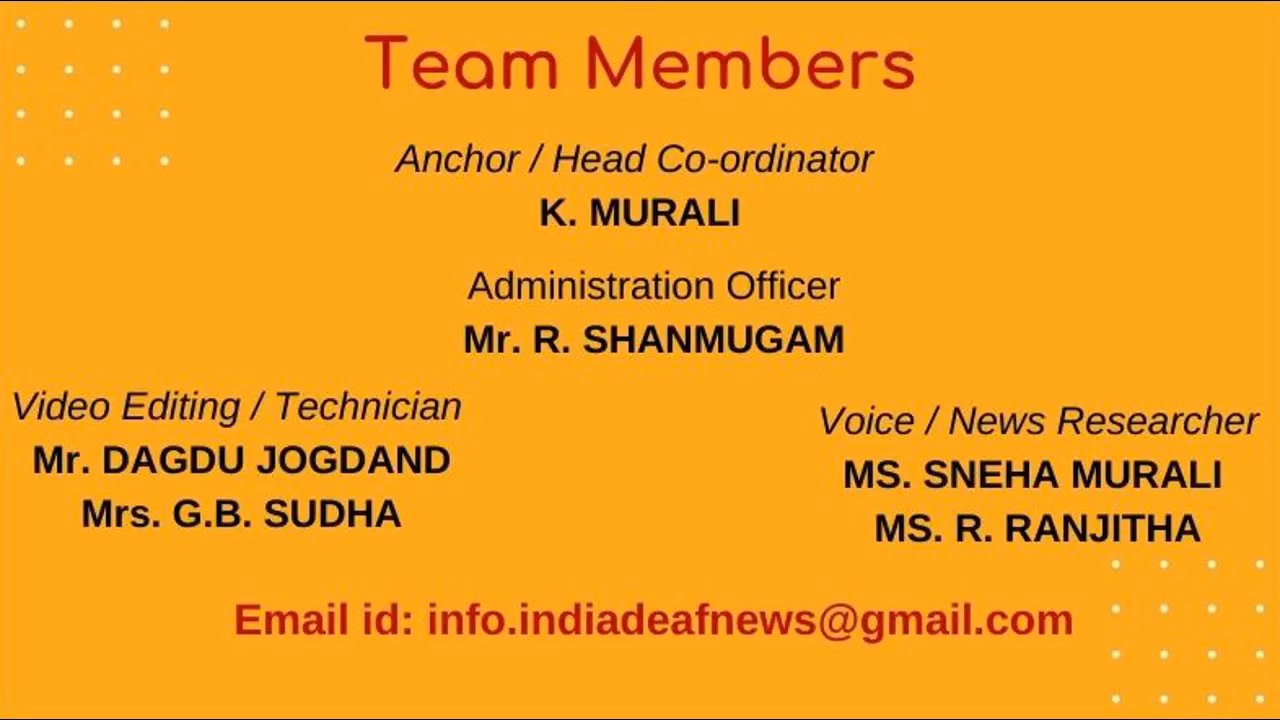 Team Members
Anchor / Head Co-ordinator
K. MURALI
Administration Officer
Mr. R. SHANMUGAM
Video Editing / Technician
Mr. DAGDU JOGDAND
Mrs. G.B. SUDHA
Voice / News Researcher
MS. SNEHA MURALI
MS. R. RANJITHA
Email id: info.indiadeafnews@gmail.com